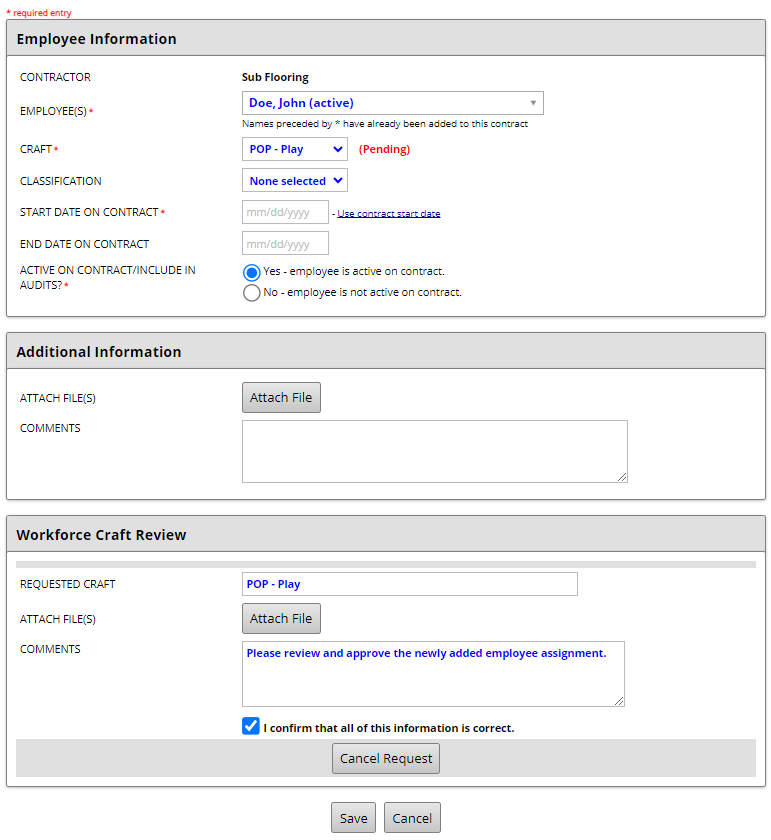 * required entry
Employee Information
CONTRACTOR Sub Flooring
EMPLOYEE(S) * Doe, John (active)
Names preceded by * have already been added to this contract
CRAFT * POP - Play (Pending)
CLASSIFICATION None selected
START DATE ON CONTRACT * mm/dd/yyyy - Use contract start date
END DATE ON CONTRACT mm/dd/yyyy
ACTIVE ON CONTRACT/INCLUDE IN
AUDITS? * Yes - employee is active on contract.
No - employee is not active on contract.
Additional Information
ATTACH FILE(S) Attach File
COMMENTS
Workforce Craft Review
REQUESTED CRAFT POP - Play
ATTACH FILE(S) Attach File
COMMENTS Please review and approve the newly added employee assignment.
I confirm that all of this information is correct.
Cancel Request
Save Cancel